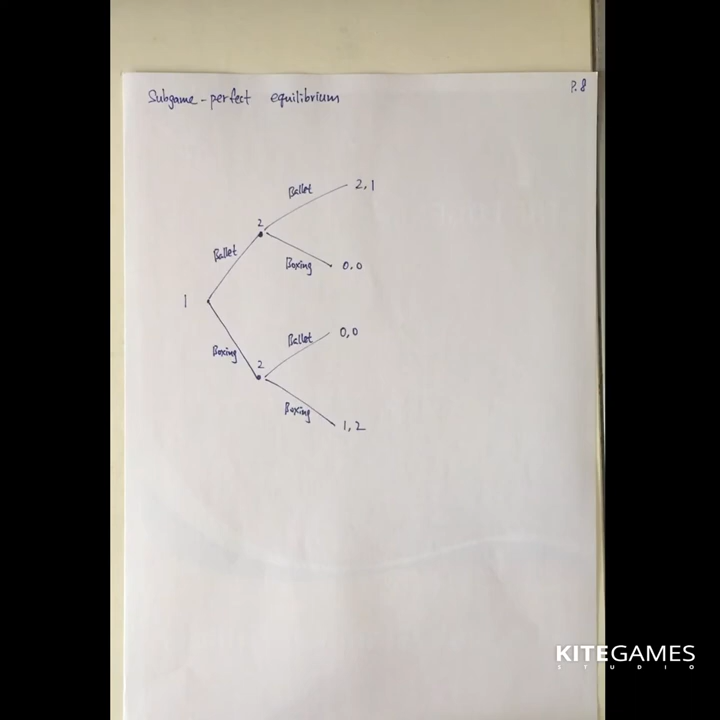 Subgame-perfect equilibrium
P.8
Ballet
2,1
2
Ballet
Boxing
0,0
1
Ballet
0,0
Boxing
2
Boxing
1,2
KITEGAMES
STUDIO